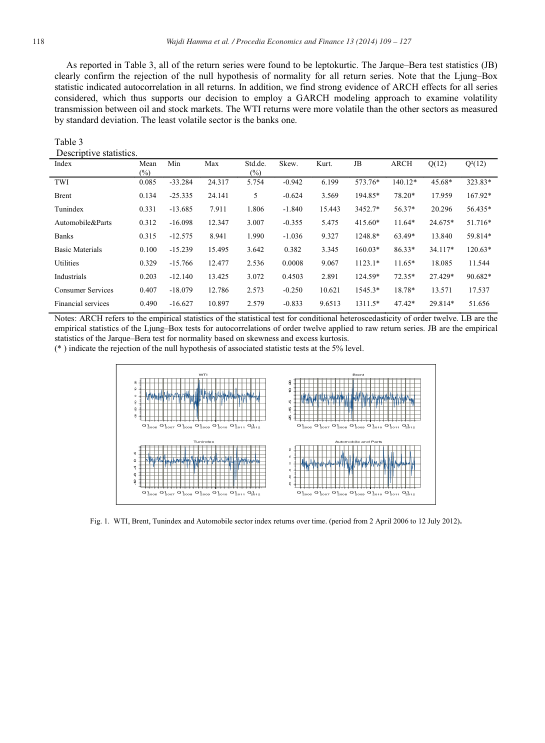 118
Wajdi Hamma et al. / Procedia Economics and Finance 13 (2014) 109 – 127
As reported in Table 3, all of the return series were found to be leptokurtic. The Jarque–Bera test statistics (JB)
clearly confirm the rejection of the null hypothesis of normality for all return series. Note that the Ljung–Box
statistic indicated autocorrelation in all returns. In addition, we find strong evidence of ARCH effects for all series
considered, which thus supports our decision to employ a GARCH modeling approach to examine volatility
transmission between oil and stock markets. The WTI returns were more volatile than the other sectors as measured
by standard deviation. The least volatile sector is the banks one.
Table 3
Descriptive statistics.
Index Mean Min Max Std.de. Skew. Kurt. JB ARCH Q(12) Q²(12)
(%) (%)
TWI 0.085 -33.284 24.317 5.754 -0.942 6.199 573.76* 140.12* 45.68* 323.83*
Brent 0.134 -25.335 24,141 5 -0.624 3.569 194.85* 78.20* 17.959 167.92*
Tunindex 0.331 -13.685 7.911 1.806 -1.840 15.443 3452.7* 56.37* 20.296 56.435*
Automobile&Parts 0.312 -16.098 12.347 3.007 -0.355 5.475 415.60* 11.64* 24.675* 51.716*
Banks 0.315 -12.575 8.941 1.990 -1.036 9.327 1248.8* 63.49* 13.840 59.814*
Basic Materials 0.100 -15.239 15.495 3.642 0.382 3.345 160.03* 86.33* 34.117* 120.63*
Utilities 0.329 -15.766 12.477 2.536 0.0008 9.067 1123.1* 11.65* 18.085 11.544
Industrials 0.203 -12.140 13.425 3.072 0.4503 2.891 124.59* 72.35* 27.429* 90.682*
Consumer Services 0.407 -18.079 12.786 2.573 -0.250 10.621 1545.3* 18.78* 13.571 17.537
Financial services 0.490 -16.627 10.897 2.579 -0.833 9.6513 1311.5* 47.42* 29.814* 51.656
Notes: ARCH refers to the empirical statistics of the statistical test for conditional heteroscedasticity of order twelve. LB are the
empirical statistics of the Ljung–Box tests for autocorrelations of order twelve applied to raw return series. JB are the empirical
statistics of the Jarque–Bera test for normality based on skewness and excess kurtosis.
(* ) indicate the rejection of the null hypothesis of associated statistic tests at the 5% level.
WTI
Brent
Tunindex
Automobile and Parts
Fig. 1. WTI, Brent, Tunindex and Automobile sector index returns over time. (period from 2 April 2006 to 12 July 2012).